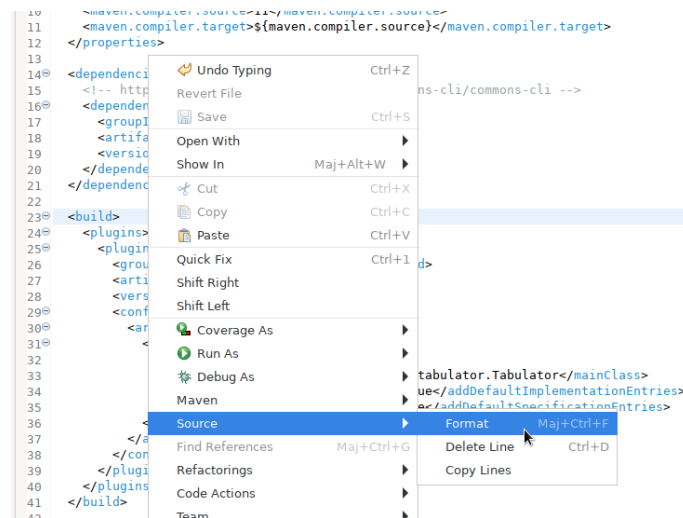 10 <maven.compiler.source>11</maven.compiler.source>
11 <maven.compiler.target>${maven.compiler.source}</maven.compiler.target>
12 </properties>
13
14 <dependenci
15 <!-- http ns-cli/commons-cli -->
16 <dependen
17 <groupI
18 <artifa
19 <versio
20 </depende
21 </dependenc
22
23 <build>
24 <plugins>
25 <plugin
26 <grou d>
27 <arti
28 <vers
29 <conf
30 <ar
31 <
32
33 tabulator.Tabulator</mainClass>
34 ue</addDefaultImplementationEntries>
35 e</addDefaultSpecificationEntries>
36 <
37 </a
38 </con
39 </plugi
40 </plugins
41 </build>
42
Undo Typing Ctrl+Z
Revert File
Save Ctrl+S
Open With
Show In Maj+Alt+W
Cut Ctrl+X
Copy Ctrl+C
Paste Ctrl+V
Quick Fix Ctrl+1
Shift Right
Shift Left
Coverage As
Run As
Debug As
Maven
Source
Find References Maj+Ctrl+G
Refactorings
Code Actions
Team
Format Maj+Ctrl+F
Delete Line Ctrl+D
Copy Lines